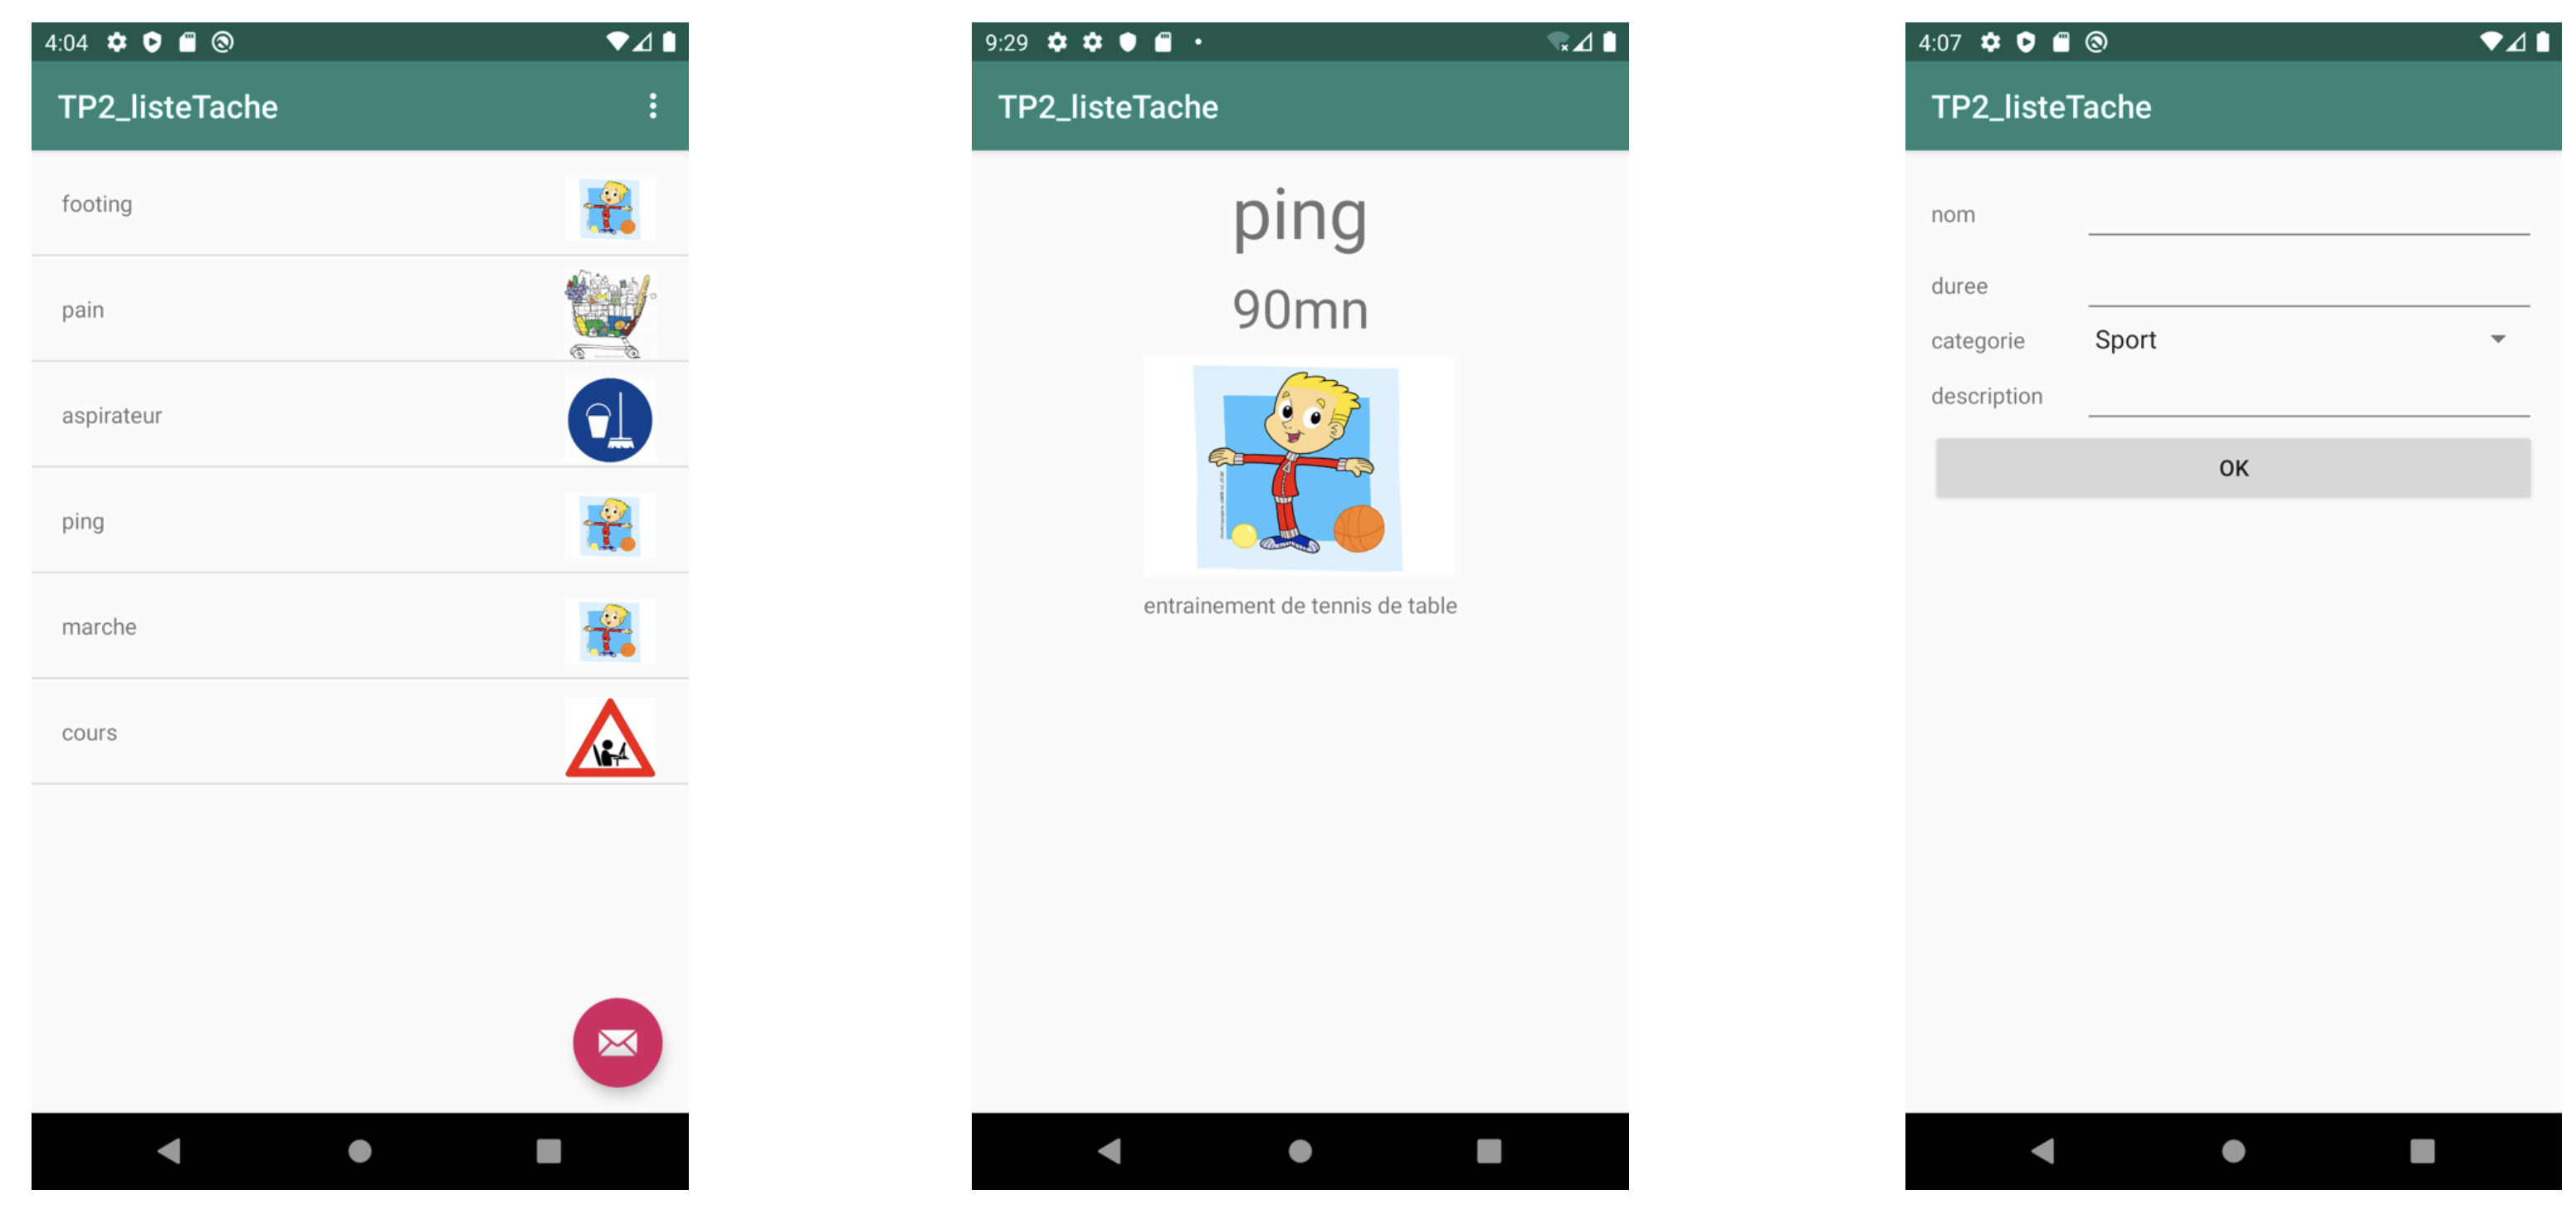 4:04
TP2_listeTache
footing
pain
aspirateur
ping
marche
cours
9:29
TP2_listeTache
ping
90mn
entrainement de tennis de table
4:07
TP2_listeTache
nom
duree
categorie Sport
description
OK